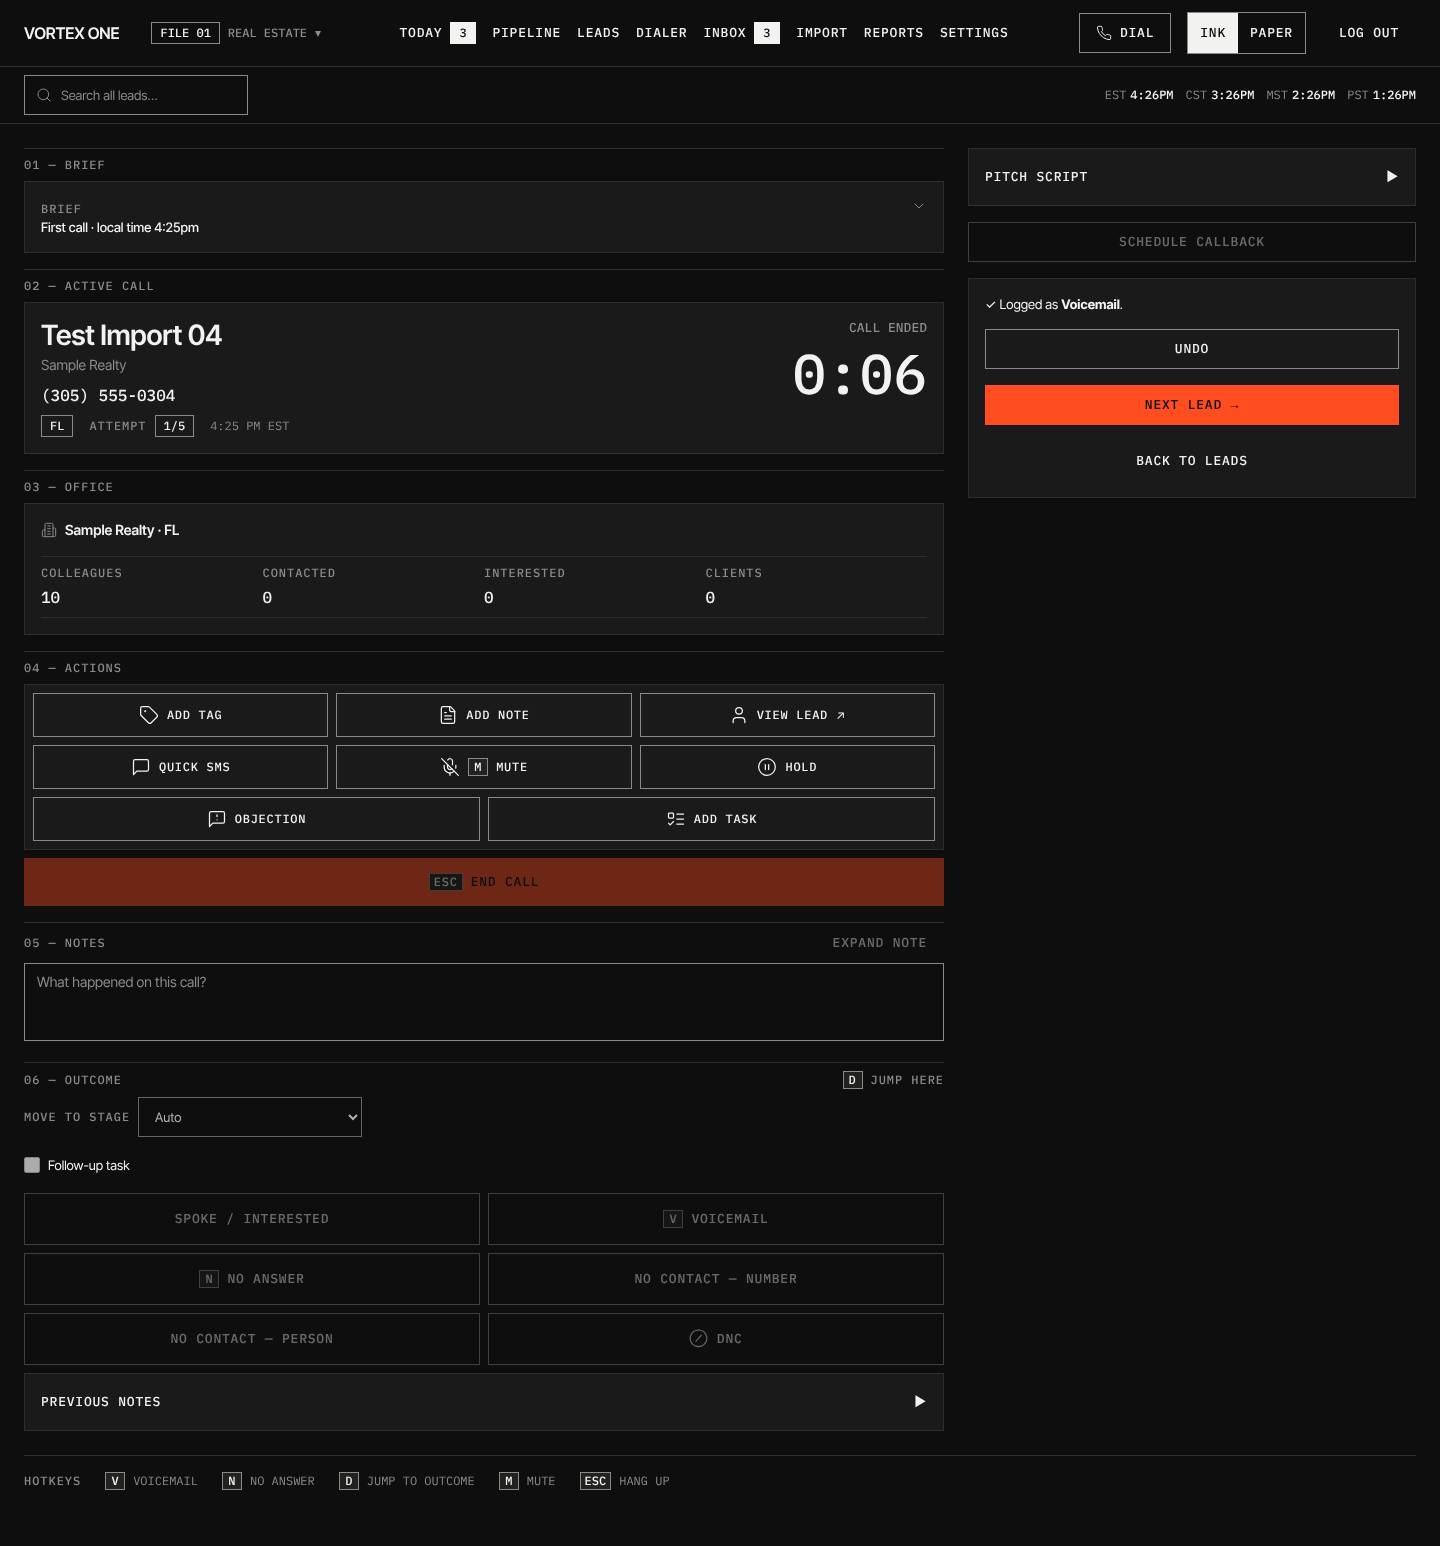 VORTEX ONE
FILE 01 REAL ESTATE ▾
TODAY 3 PIPELINE LEADS DIALER INBOX 3 IMPORT REPORTS SETTINGS
DIAL
INK PAPER
LOG OUT
Search all leads...
EST 4:26PM CST 3:26PM MST 2:26PM PST 1:26PM
01 — BRIEF
BRIEF
First call · local time 4:25pm
02 — ACTIVE CALL
Test Import 04
Sample Realty
(305) 555-0304
FL ATTEMPT 1/5 4:25 PM EST
CALL ENDED
0:06
03 — OFFICE
Sample Realty · FL
COLLEAGUES CONTACTED INTERESTED CLIENTS
10 0 0 0
04 — ACTIONS
ADD TAG ADD NOTE VIEW LEAD ↗
QUICK SMS M MUTE HOLD
OBJECTION ADD TASK
ESC END CALL
05 — NOTES EXPAND NOTE
What happened on this call?
06 — OUTCOME D JUMP HERE
MOVE TO STAGE Auto
Follow-up task
SPOKE / INTERESTED V VOICEMAIL
N NO ANSWER NO CONTACT — NUMBER
NO CONTACT — PERSON DNC
PREVIOUS NOTES ▶
PITCH SCRIPT ▶
SCHEDULE CALLBACK
✓ Logged as Voicemail.
UNDO
NEXT LEAD →
BACK TO LEADS
HOTKEYS V VOICEMAIL N NO ANSWER D JUMP TO OUTCOME M MUTE ESC HANG UP